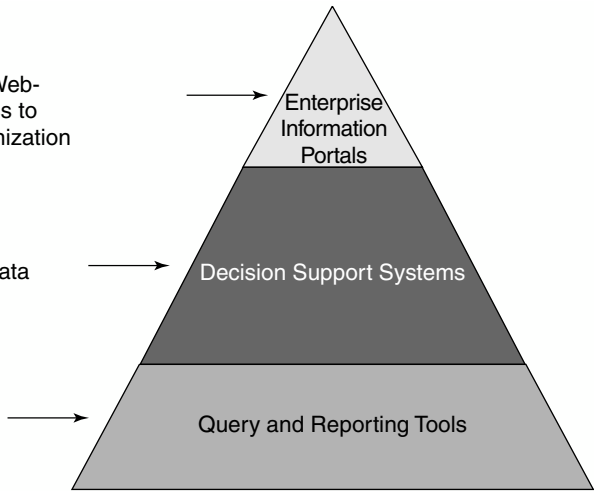 Web-
s to
nization
Enterprise
Information
Portals
ata
Decision Support Systems
Query and Reporting Tools